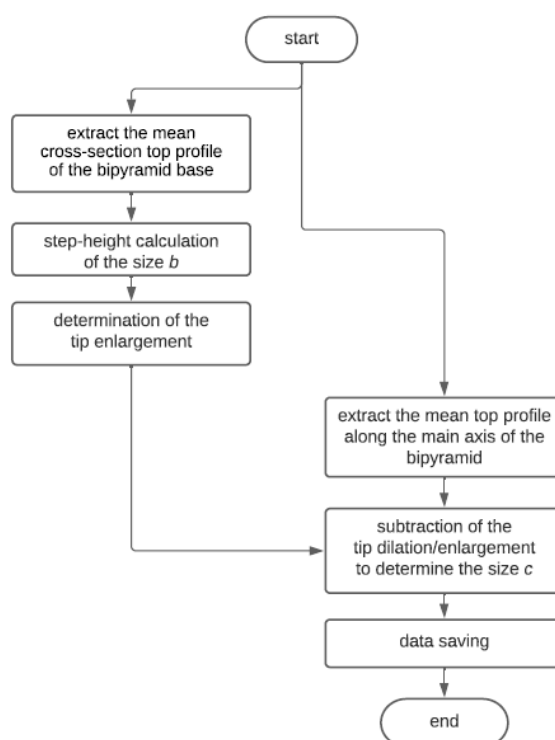 start
extract the mean
cross-section top profile
of the bipyramid base
step-height calculation
of the size b
determination of the
tip enlargement
extract the mean top profile
along the main axis of the
bipyramid
subtraction of the
tip dilation/enlargement
to determine the size c
data saving
end